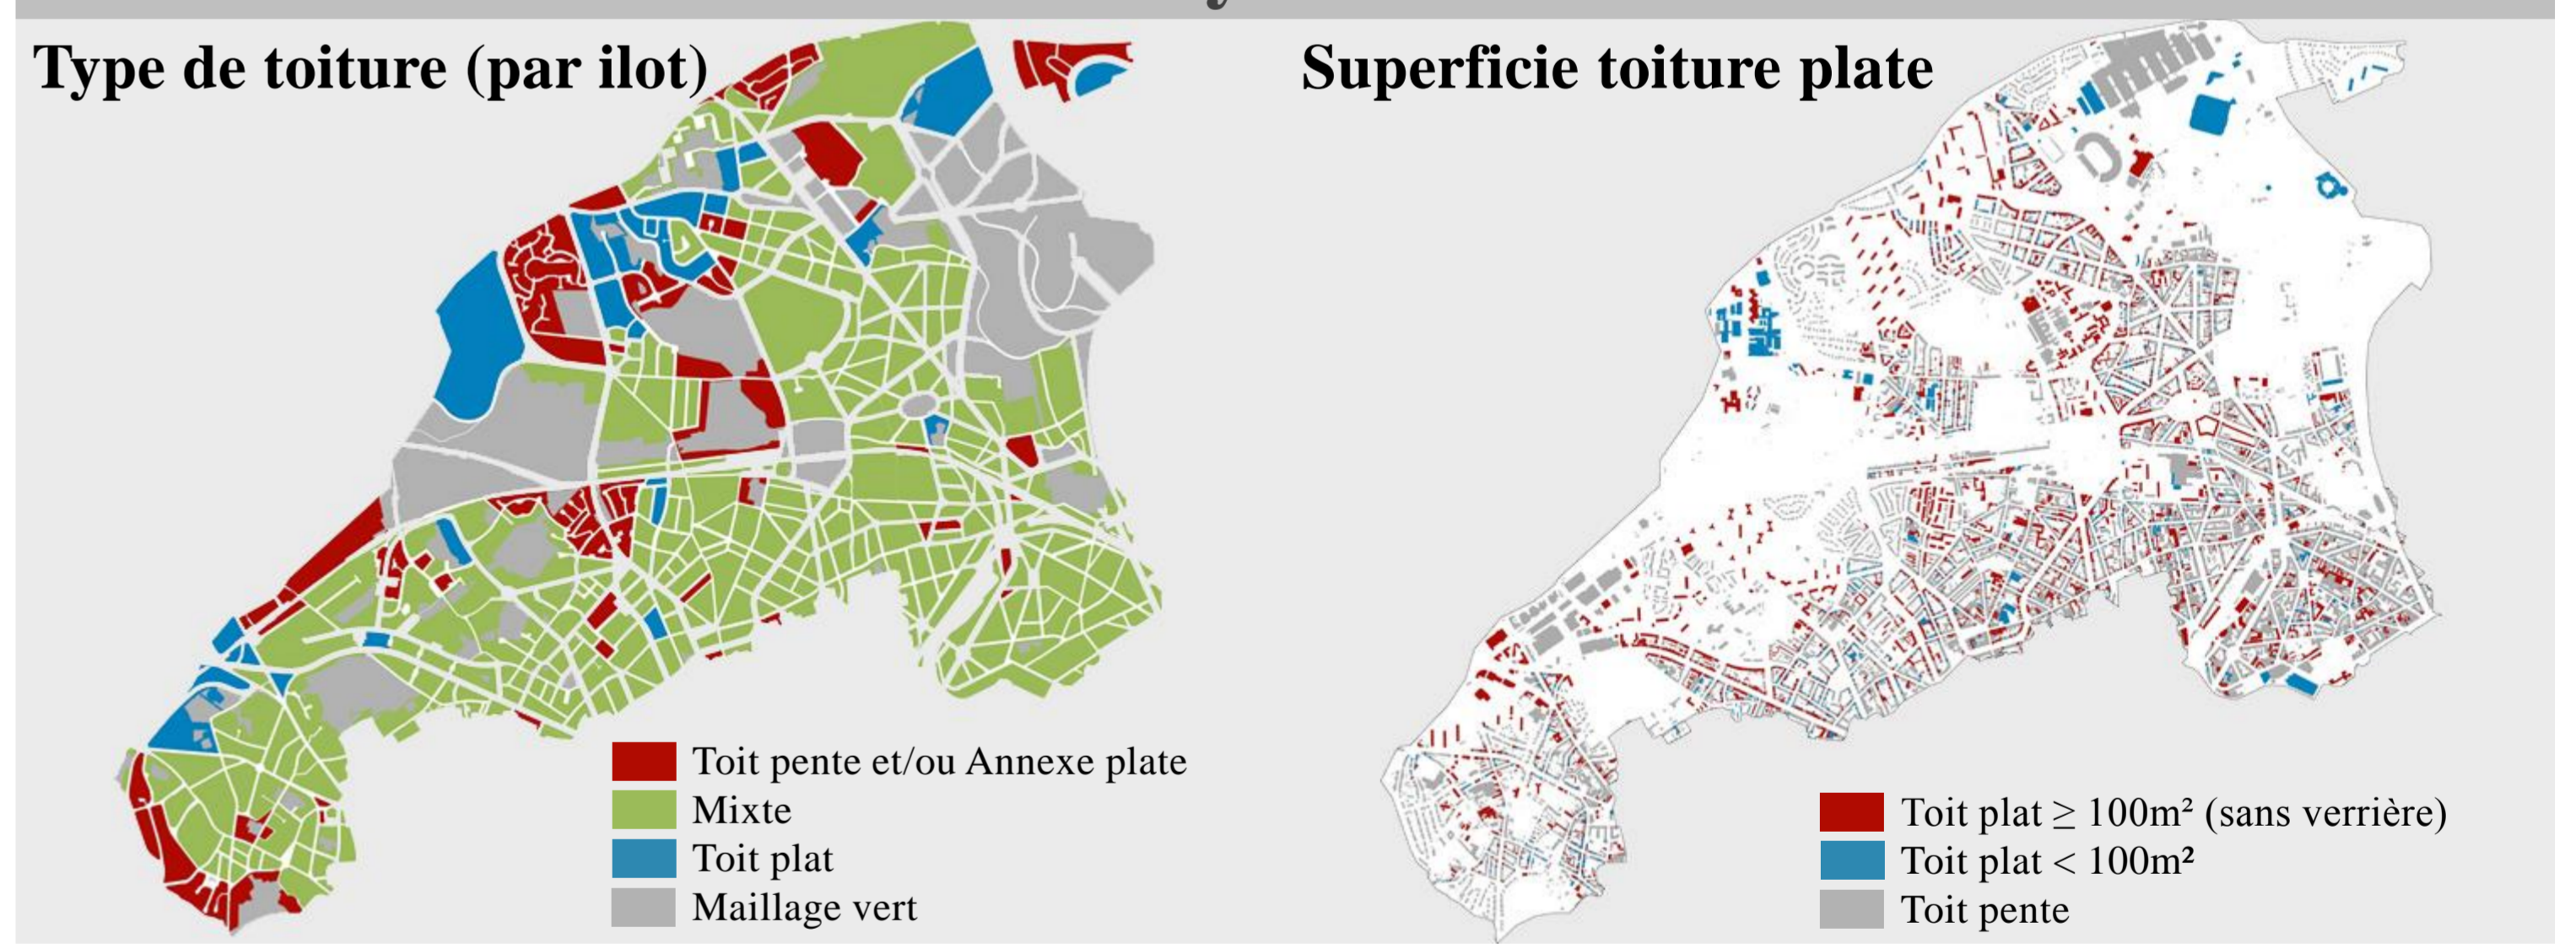 Type de toiture (par ilot)
Superficie toiture plate
Toit pente et/ou Annexe plate
Mixte
Toit plat
Maillage vert
Toit plat ≥ 100m² (sans verrière)
Toit plat < 100m²
Toit pente